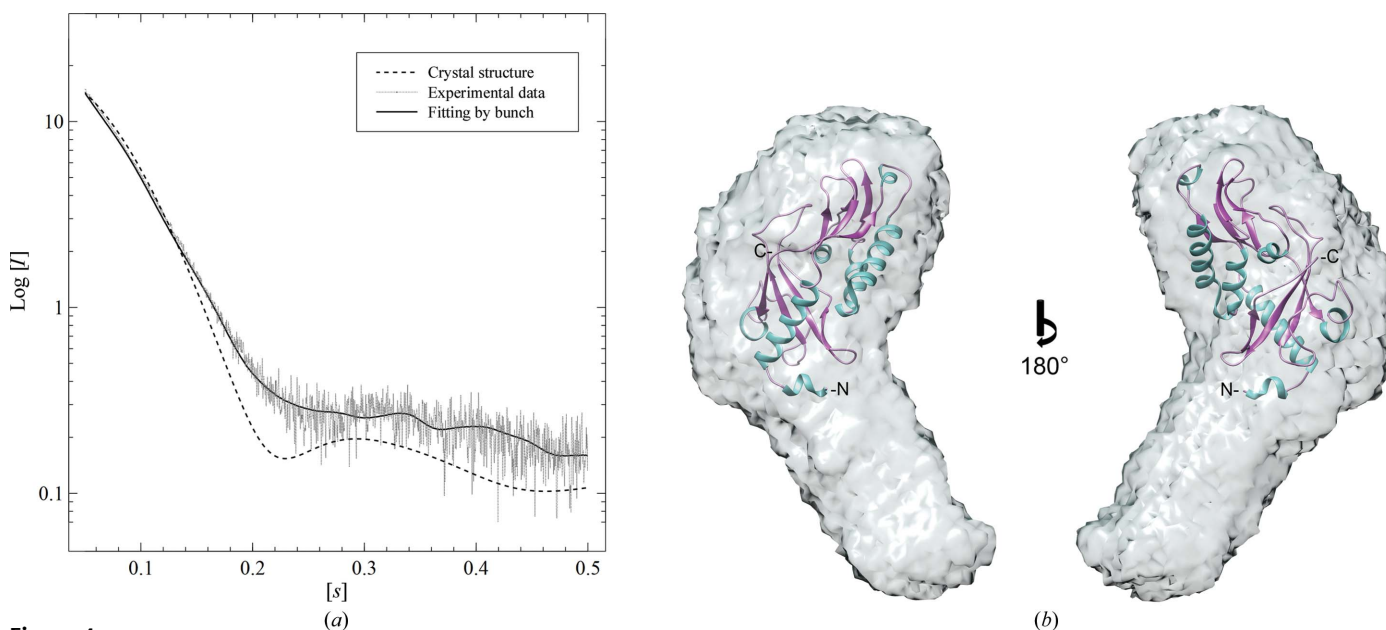 Crystal structure
Experimental data
Fitting by bunch
10
1
0.1
Log [I]
0.1 0.2 0.3 0.4 0.5
[s]
(a)
C-
-N
180°
-C
N-
(b)